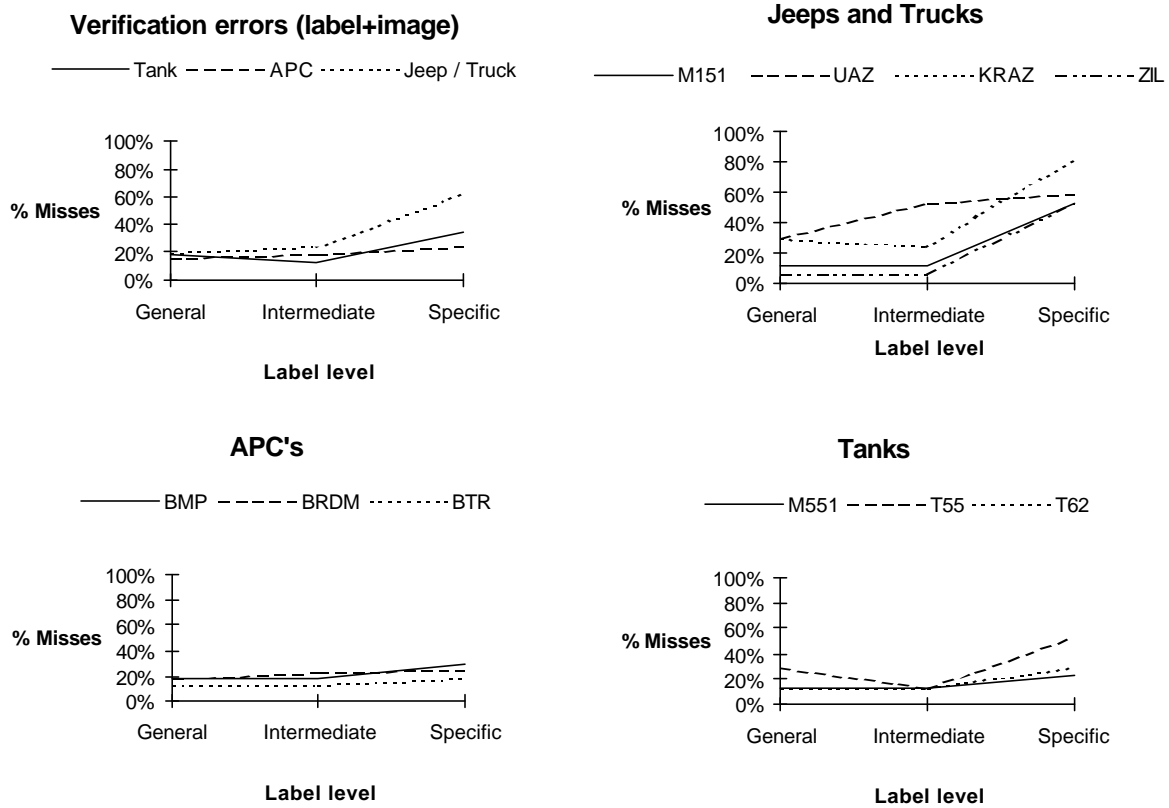 Verification errors (label+image)
Tank APC Jeep / Truck
100%
80%
60%
40%
20%
0%
% Misses
General Intermediate Specific
Label level
Jeeps and Trucks
M151 UAZ KRAZ ZIL
100%
80%
60%
40%
20%
0%
% Misses
General Intermediate Specific
Label level
APC's
BMP BRDM BTR
100%
80%
60%
40%
20%
0%
% Misses
General Intermediate Specific
Label level
Tanks
M551 T55 T62
100%
80%
60%
40%
20%
0%
% Misses
General Intermediate Specific
Label level